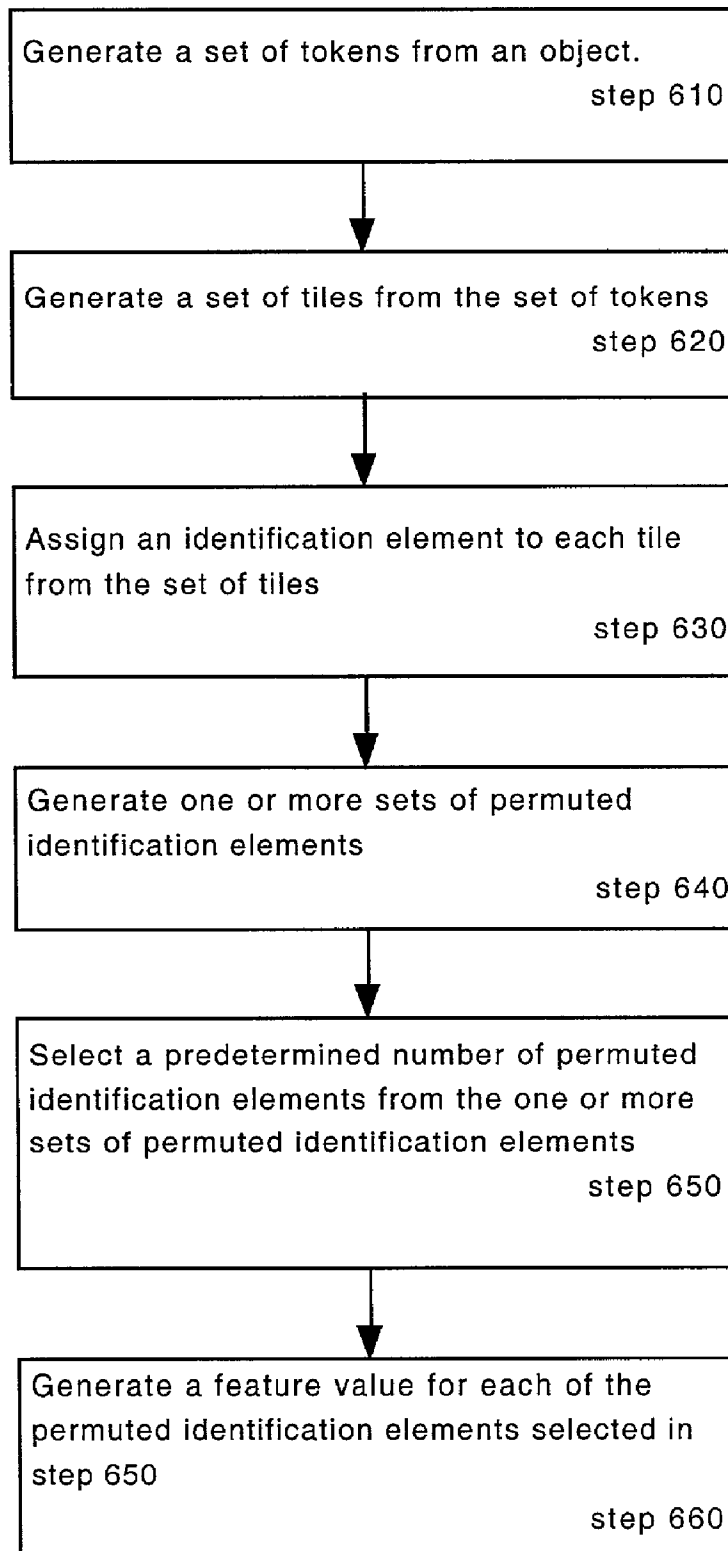 Generate a set of tokens from an object.
step 610
Generate a set of tiles from the set of tokens
step 620
Assign an identification element to each tile
from the set of tiles
step 630
Generate one or more sets of permuted
identification elements
step 640
Select a predetermined number of permuted
identification elements from the one or more
sets of permuted identification elements
step 650
Generate a feature value for each of the
permuted identification elements selected in
step 650
step 660